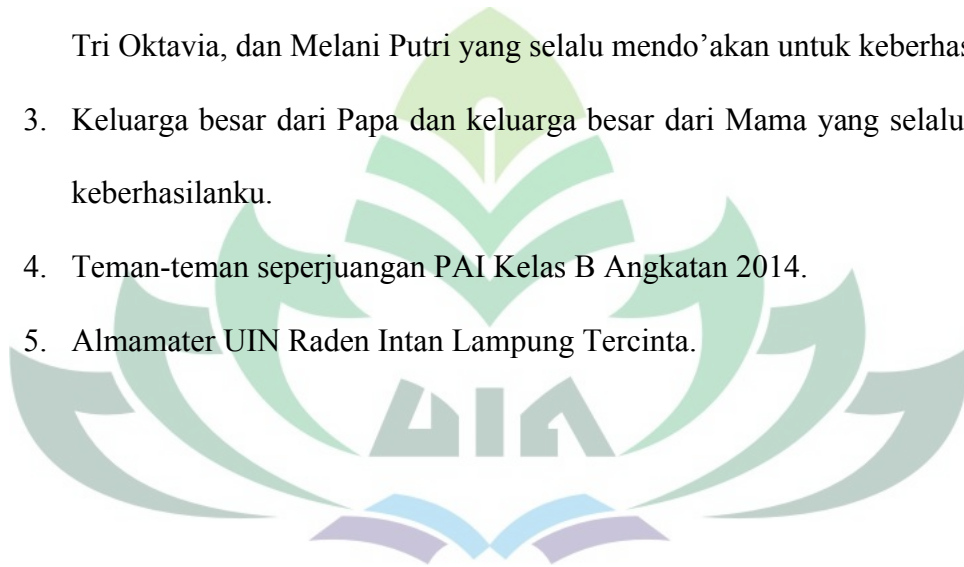 Tri Oktavia, dan Melani Putri yang selalu mendo’akan untuk
3. Keluarga besar dari Papa dan keluarga besar dari Mama yang selalu
keberhasilanku.
4. Teman-teman seperjuangan PAI Kelas B Angkatan 2014.
5. Almamater UIN Raden Intan Lampung Tercinta.
UIN